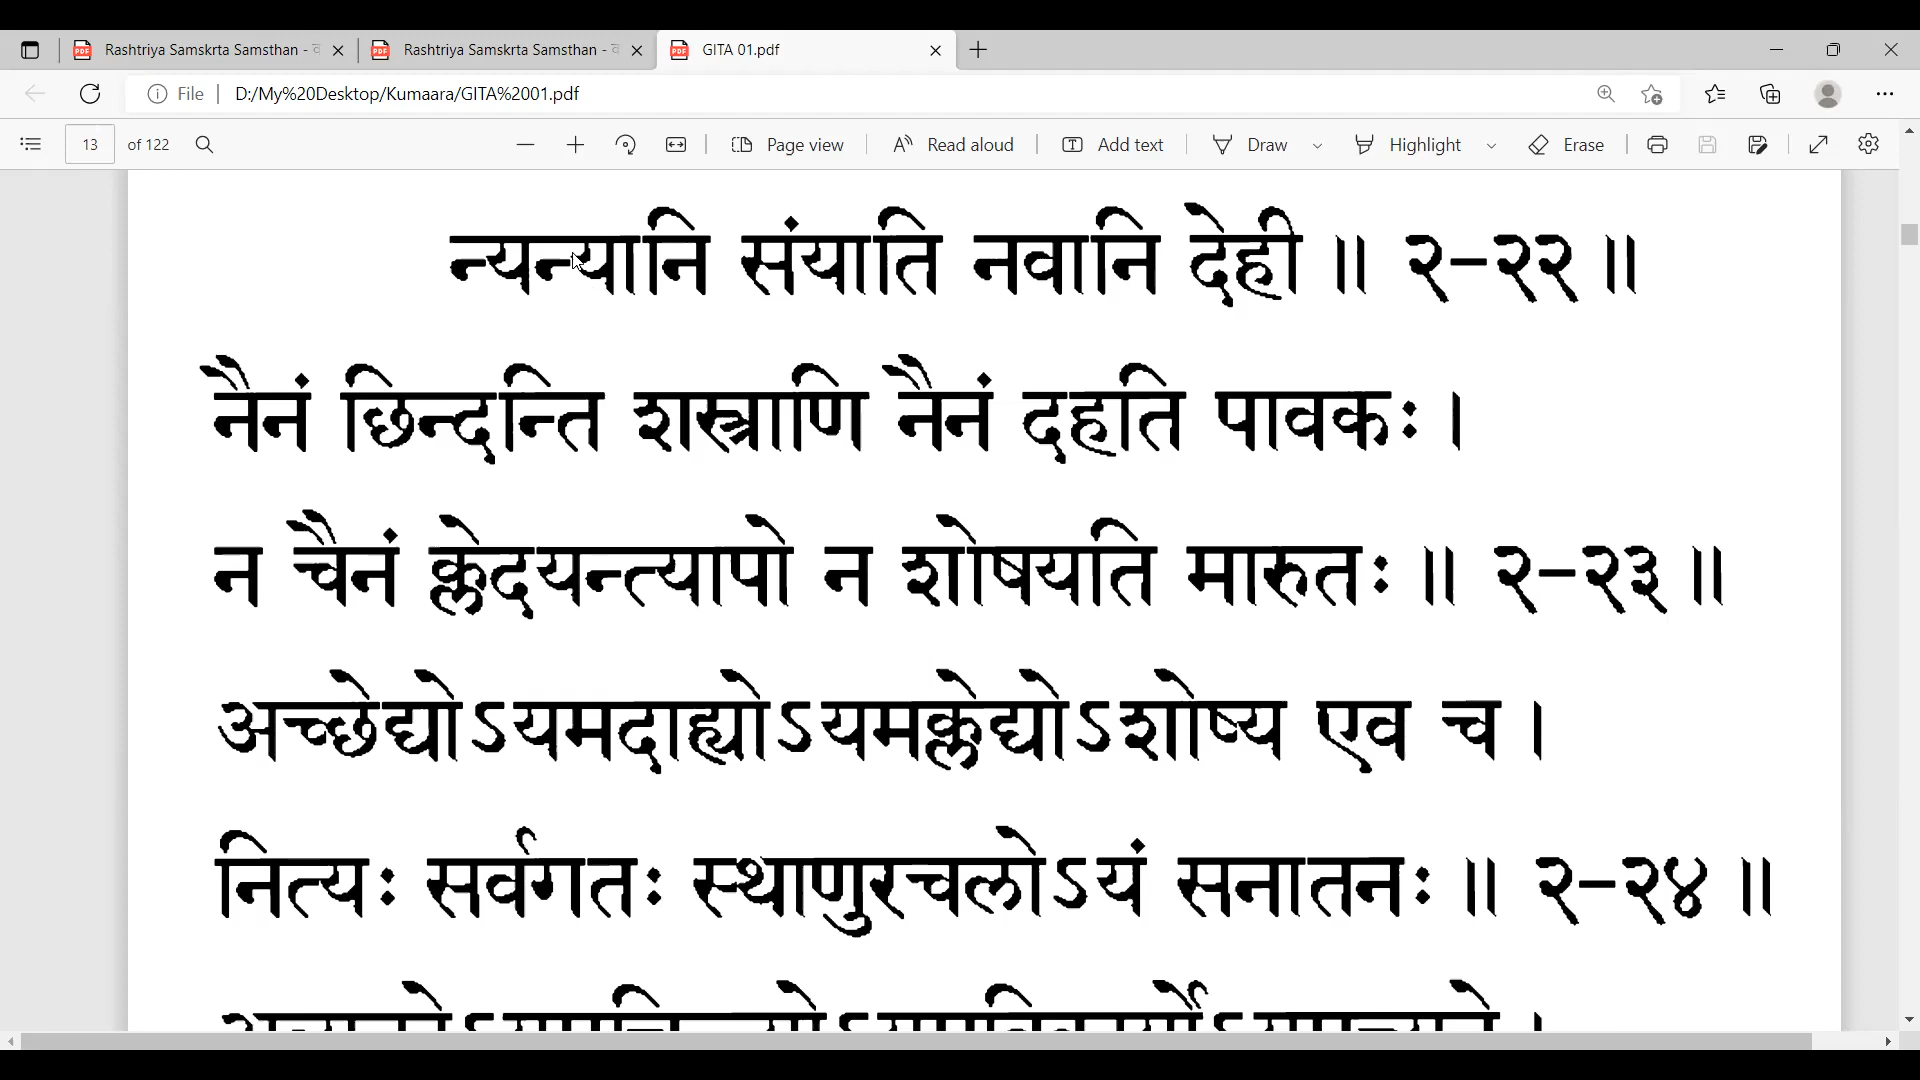 Rashtriya Samskrta Samsthan - Rashtriya Samskrta Samsthan - GITA 01.pdf
File D:/My%20Desktop/Kumaara/GITA%2001.pdf
13 of 122 Page view Read aloud Add text Draw Highlight Erase
न्यन्यानि संयाति नवानि देही ॥ २-२२ ॥
नैनं छिन्दन्ति शस्त्राणि नैनं दहति पावकः ।
न चैनं क्लेदयन्त्यापो न शोषयति मारुतः ॥ २-२३ ॥
अच्छेद्योऽयमदाह्योऽयमक्लेद्योऽशोष्य एव च ।
नित्यः सर्वगतः स्थाणुरचलोऽयं सनातनः ॥ २-२४ ॥